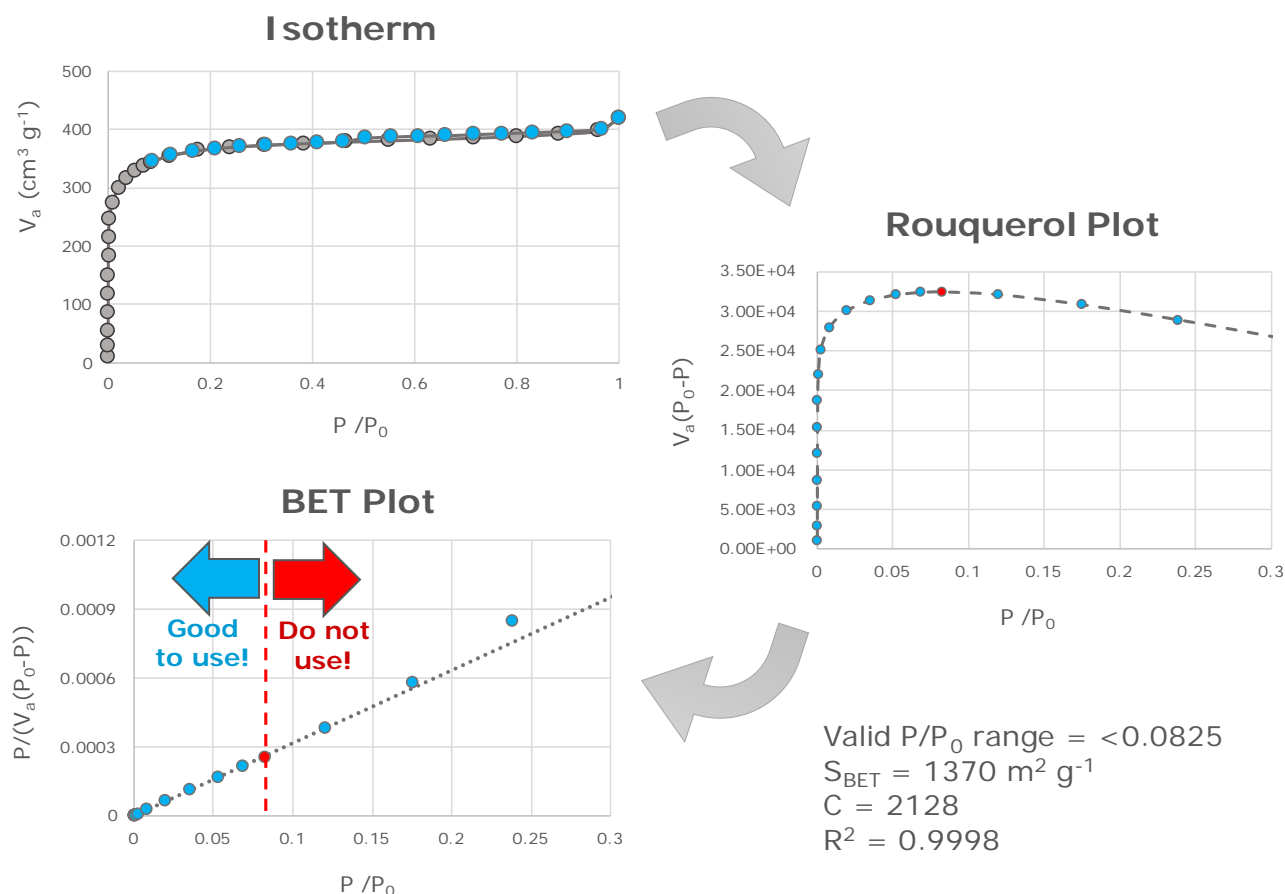 Isotherm
500
400
300
200
100
0
V_a (cm³ g⁻¹)
0
0.2
0.4
0.6
0.8
1
P /P₀
Rouquerol Plot
3.50E+04
3.00E+04
2.50E+04
2.00E+04
1.50E+04
1.00E+04
5.00E+03
0.00E+00
V_a(P₀-P)
0
0.05
0.1
0.15
0.2
0.25
0.3
P /P₀
BET Plot
0.0012
0.0009
0.0006
0.0003
0
P/(V_a(P₀-P))
Good
to use!
Do not
use!
0
0.05
0.1
0.15
0.2
0.25
0.3
P /P₀
Valid P/P₀ range = <0.0825
S_BET = 1370 m² g⁻¹
C = 2128
R² = 0.9998